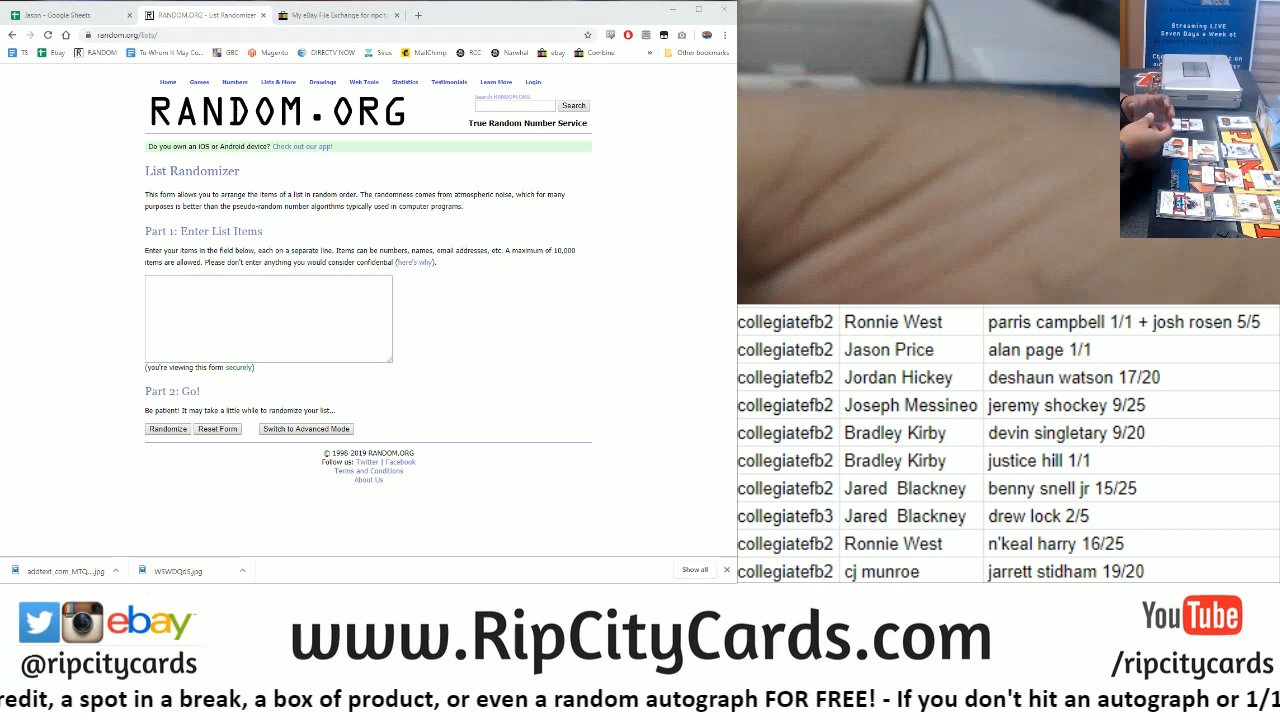 Jason - Google Sheets
RANDOM.ORG - List Randomizer
My eBay File Exchange for ripcity
random.org/lists/
TS Ebay RANDOM To Whom It May Co... GBC Magento DIRECTV NOW Sirus MailChimp RCC Narwhal ebay Combine » Other bookmarks
Home Games Numbers Lists & More Drawings Web Tools Statistics Testimonials Learn More Login
RANDOM.ORG
Search RANDOM.ORG
Search
True Random Number Service
Do you own an iOS or Android device? Check out our app!
List Randomizer
This form allows you to arrange the items of a list in random order. The randomness comes from atmospheric noise, which for many
purposes is better than the pseudo-random number algorithms typically used in computer programs.
Part 1: Enter List Items
Enter your items in the field below, each on a separate line. Items can be numbers, names, email addresses, etc. A maximum of 10,000
items are allowed. Please don't enter anything you would consider confidential (here's why).
(you're viewing this form securely)
Part 2: Go!
Be patient! It may take a little while to randomize your list...
Randomize Reset Form Switch to Advanced Mode
© 1998-2019 RANDOM.ORG
Follow us: Twitter | Facebook
Terms and Conditions
About Us
addtext_com_MTQ....jpg
WSWDQdS.jpg
Show all
Streaming LIVE
Seven Days a Week at
collegiatefb2 Ronnie West parris campbell 1/1 + josh rosen 5/5
collegiatefb2 Jason Price alan page 1/1
collegiatefb2 Jordan Hickey deshaun watson 17/20
collegiatefb2 Joseph Messineo jeremy shockey 9/25
collegiatefb2 Bradley Kirby devin singletary 9/20
collegiatefb2 Bradley Kirby justice hill 1/1
collegiatefb2 Jared Blackney benny snell jr 15/25
collegiatefb3 Jared Blackney drew lock 2/5
collegiatefb2 Ronnie West n'keal harry 16/25
collegiatefb2 cj munroe jarrett stidham 19/20
ebay
@ripcitycards
www.RipCityCards.com
YouTube
/ripcitycards
redit, a spot in a break, a box of product, or even a random autograph FOR FREE! - If you don't hit an autograph or 1/1